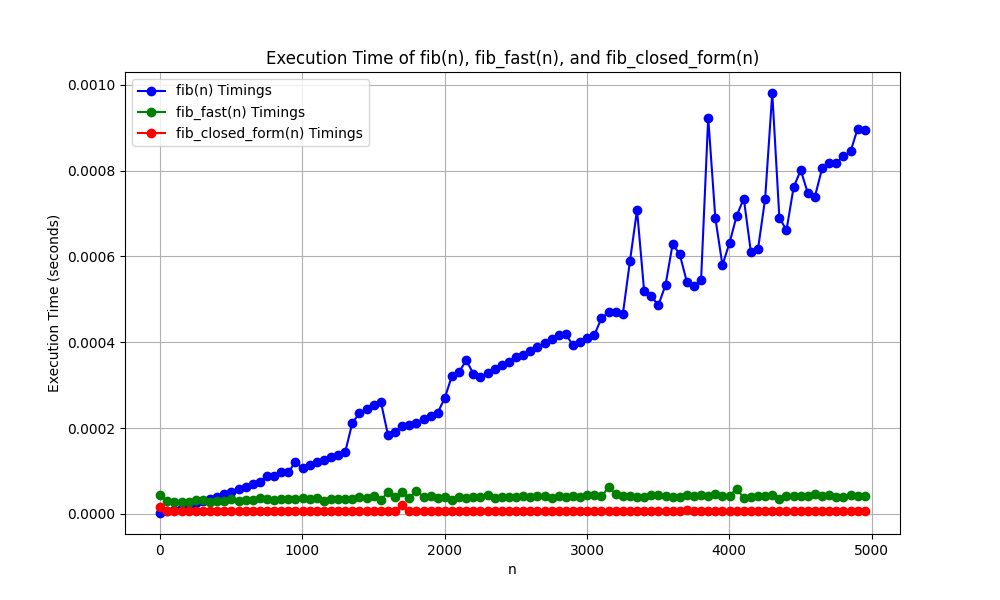 Execution Time of fib(n), fib_fast(n), and fib_closed_form(n)
fib(n) Timings
fib_fast(n) Timings
fib_closed_form(n) Timings
Execution Time (seconds)
0.0010
0.0008
0.0006
0.0004
0.0002
0.0000
0 1000 2000 3000 4000 5000
n